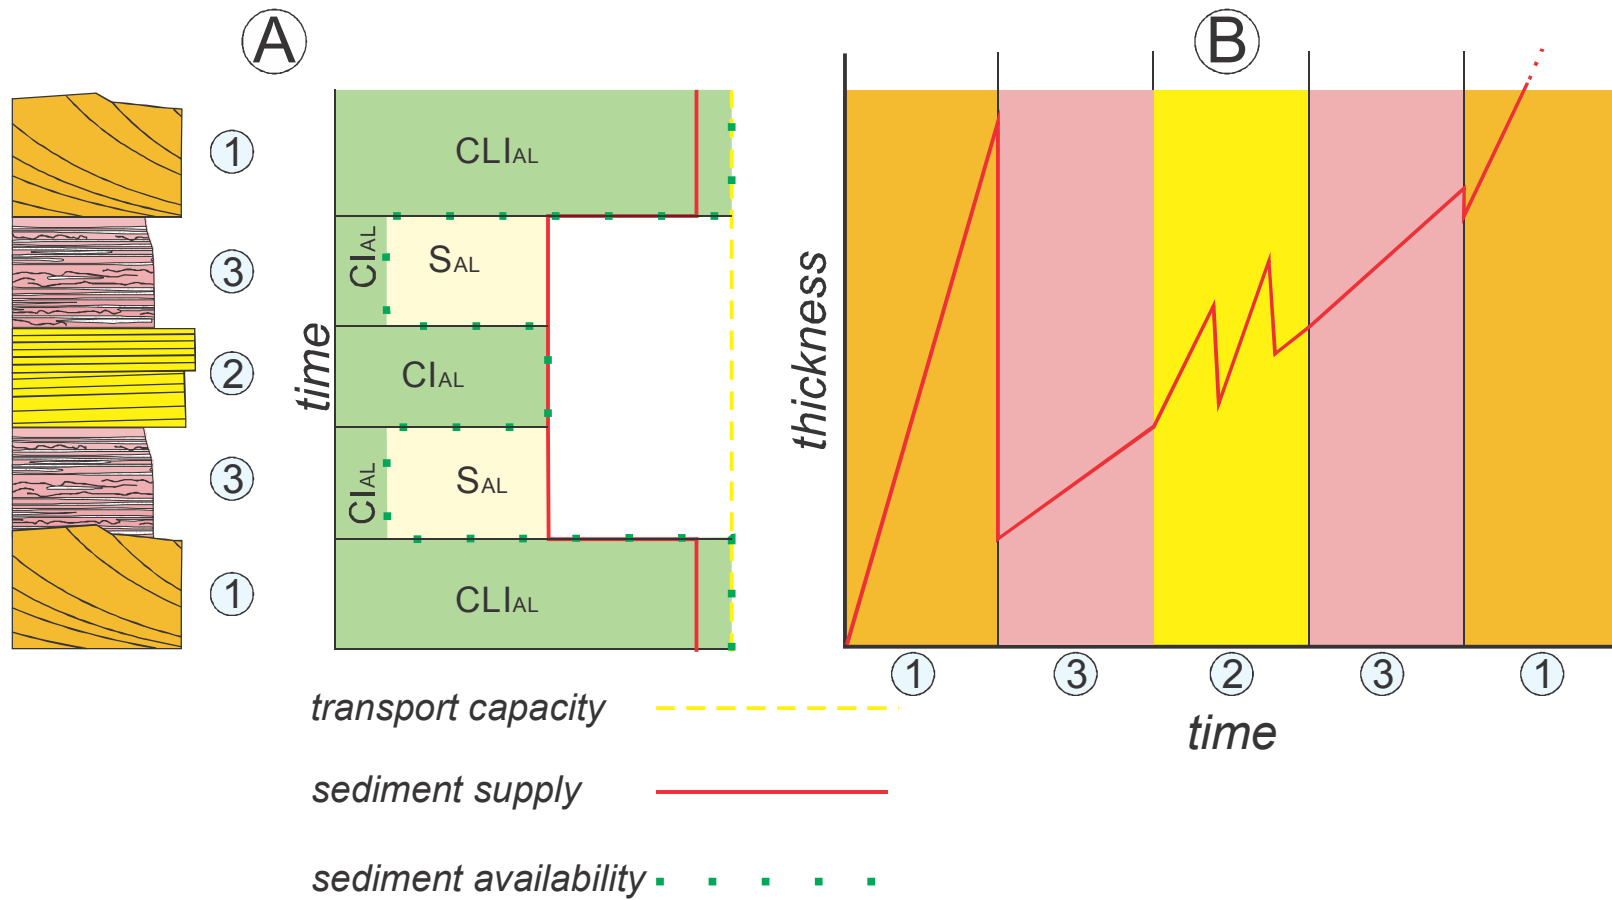 A
B
1
3
2
3
1
time
CLIAL
CIAL
SAL
CIAL
CIAL
SAL
CLIAL
transport capacity
sediment supply
sediment availability
thickness
1
3
2
3
1
time